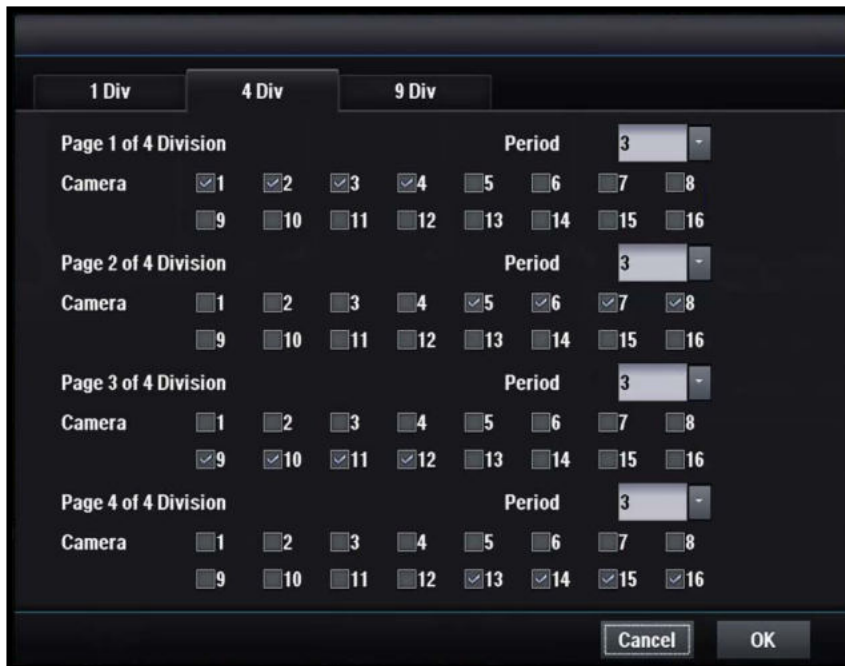 1 Div 4 Div 9 Div
Page 1 of 4 Division Period 3
Camera 1 2 3 4 5 6 7 8
9 10 11 12 13 14 15 16
Page 2 of 4 Division Period 3
Camera 1 2 3 4 5 6 7 8
9 10 11 12 13 14 15 16
Page 3 of 4 Division Period 3
Camera 1 2 3 4 5 6 7 8
9 10 11 12 13 14 15 16
Page 4 of 4 Division Period 3
Camera 1 2 3 4 5 6 7 8
9 10 11 12 13 14 15 16
Cancel OK